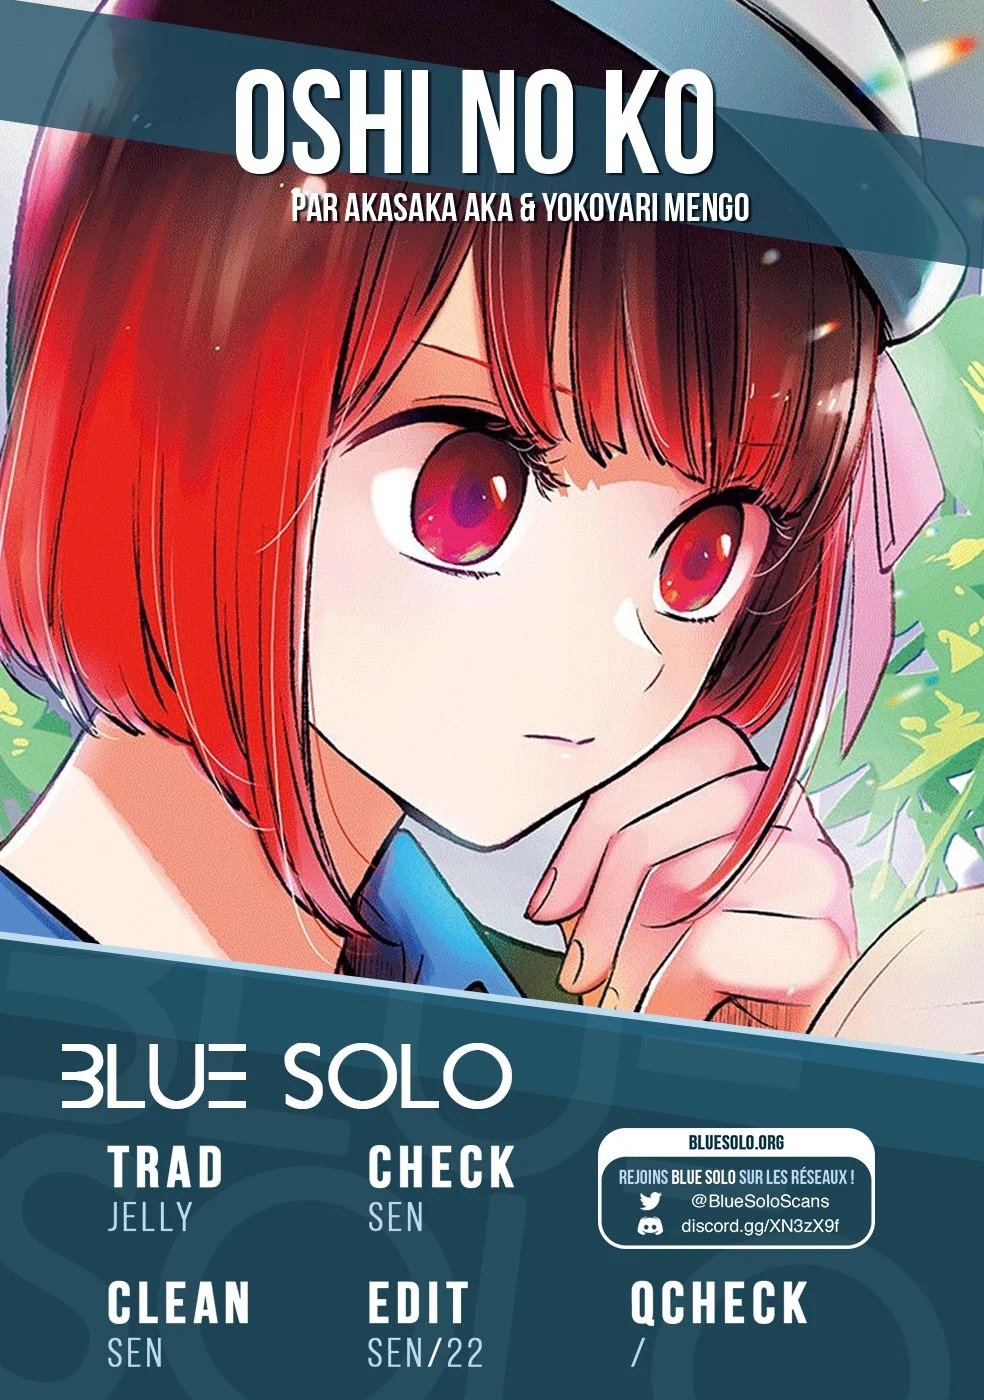 OSHI NO KO
PAR AKASAKA AKA & YOKOYARI MENGO
BLUE SOLO
TRAD
JELLY
CHECK
SEN
BLUESOLO.ORG
REJOINS BLUE SOLO SUR LES RÉSEAUX !
@BlueSoloScans
discord.gg/XN3zX9f
CLEAN
SEN
EDIT
SEN/22
QCHECK
/